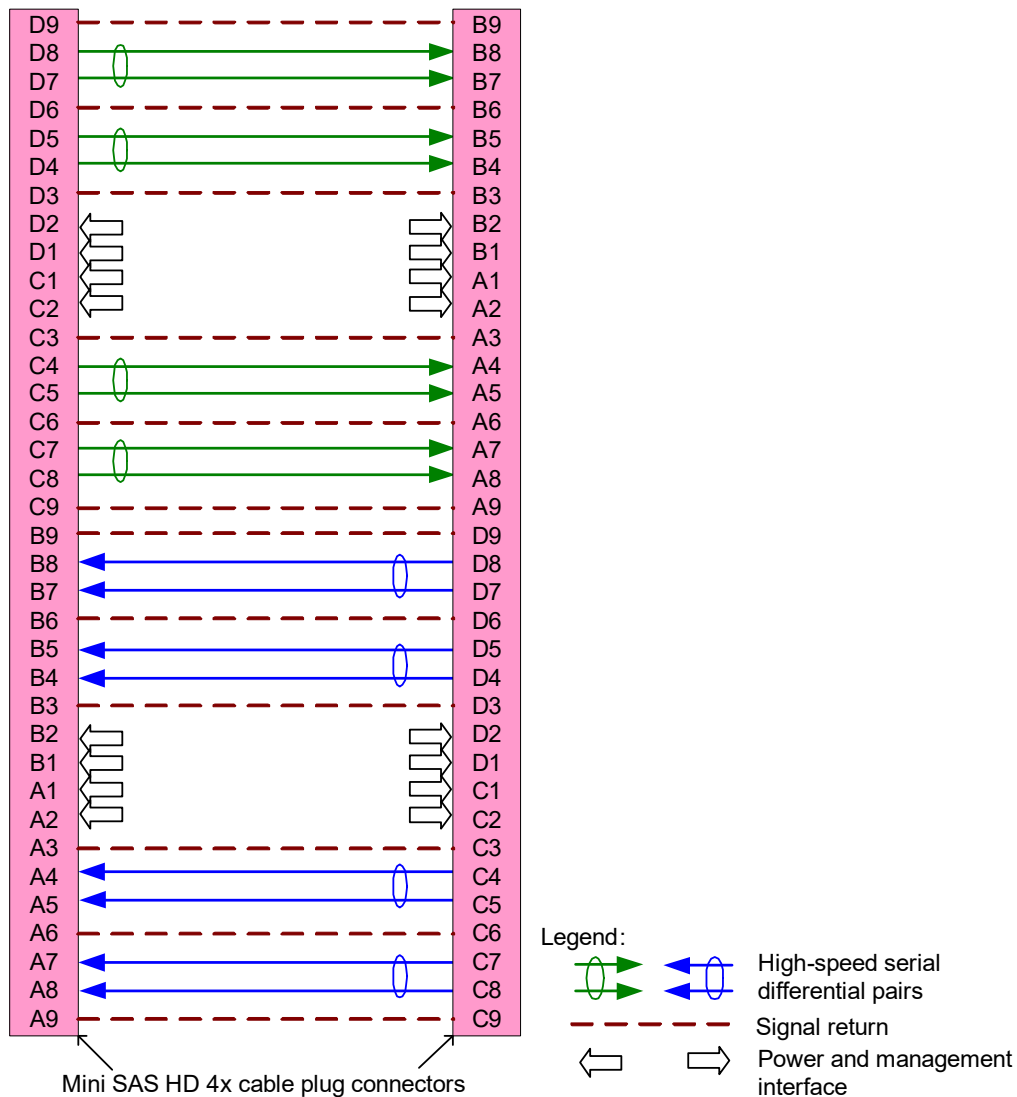 D9 B9
D8 B8
D7 B7
D6 B6
D5 B5
D4 B4
D3 B3
D2 B2
D1 B1
C1 A1
C2 A2
C3 A3
C4 A4
C5 A5
C6 A6
C7 A7
C8 A8
C9 A9
B9 D9
B8 D8
B7 D7
B6 D6
B5 D5
B4 D4
B3 D3
B2 D2
B1 D1
A1 C1
A2 C2
A3 C3
A4 C4
A5 C5
A6 C6
A7 C7
A8 C8
A9 C9
Mini SAS HD 4x cable plug connectors
Legend:
High-speed serial
differential pairs
Signal return
Power and management
interface